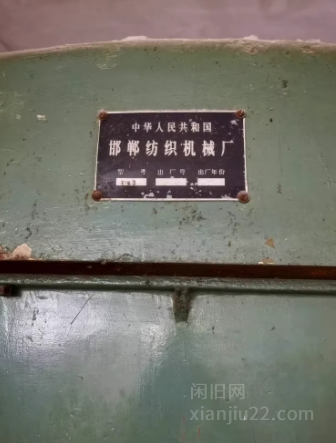 中华人民共和国
邯郸纺织机械厂
型号 出厂号 出厂年份
闲旧网
xianjiu22.com